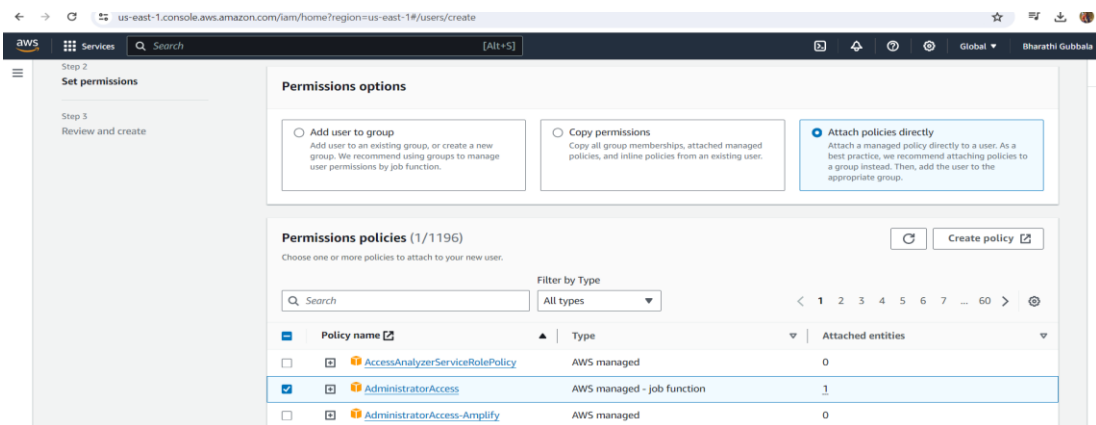 us-east-1.console.aws.amazon.com/iam/home?region=us-east-1#/users/create
aws Services Search [Alt+S] Global Bharathi Gubbala
Step 2
Set permissions
Step 3
Review and create
Permissions options
Add user to group
Add user to an existing group, or create a new
group. We recommend using groups to manage
user permissions by job function.
Copy permissions
Copy all group memberships, attached managed
policies, and inline policies from an existing user.
Attach policies directly
Attach a managed policy directly to a user. As a
best practice, we recommend attaching policies to
a group instead. Then, add the user to the
appropriate group.
Permissions policies (1/1196)
Create policy
Choose one or more policies to attach to your new user.
Filter by Type
Search All types 1 2 3 4 5 6 7 ... 60
Policy name Type Attached entities
AccessAnalyzerServiceRolePolicy AWS managed 0
AdministratorAccess AWS managed - job function 1
AdministratorAccess-Amplify AWS managed 0